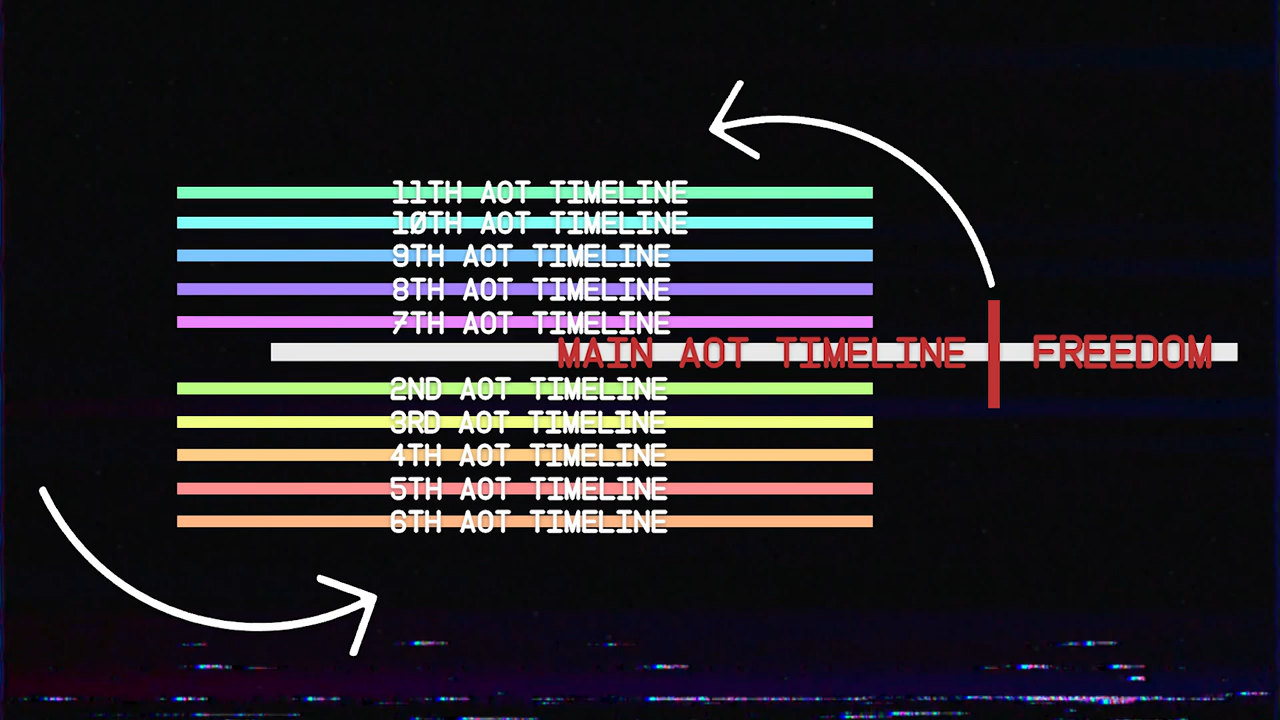 11TH AOT TIMELINE
10TH AOT TIMELINE
9TH AOT TIMELINE
8TH AOT TIMELINE
7TH AOT TIMELINE
MAIN AOT TIMELINE FREEDOM
2ND AOT TIMELINE
3RD AOT TIMELINE
4TH AOT TIMELINE
5TH AOT TIMELINE
6TH AOT TIMELINE